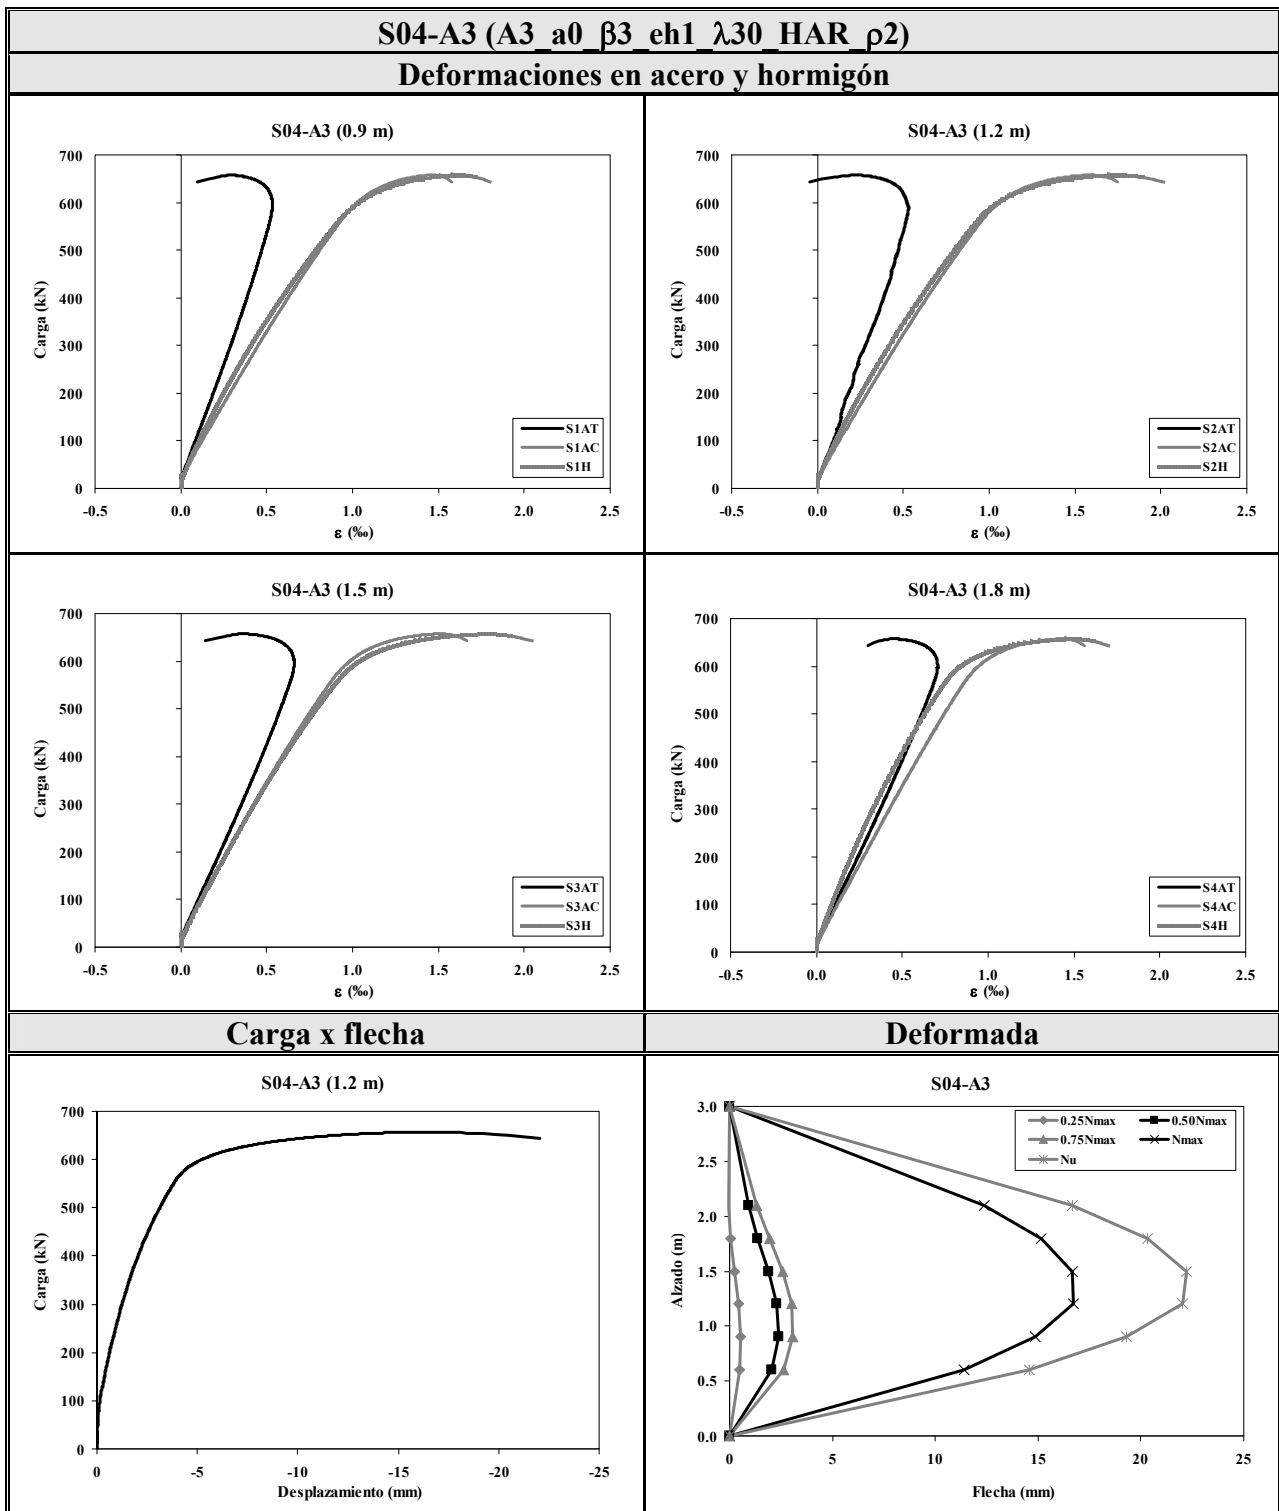 S04-A3 (A3_a0_β3_eh1_λ30_HAR_ρ2)
Deformaciones en acero y hormigón
S04-A3 (0.9 m)
700
600
500
400
300
200
100
0
Carga (kN)
-0.5 0.0 0.5 1.0 1.5 2.0 2.5
ε (‰)
S1AT
S1AC
S1H
S04-A3 (1.2 m)
700
600
500
400
300
200
100
0
Carga (kN)
-0.5 0.0 0.5 1.0 1.5 2.0 2.5
ε (‰)
S2AT
S2AC
S2H
S04-A3 (1.5 m)
700
600
500
400
300
200
100
0
Carga (kN)
-0.5 0.0 0.5 1.0 1.5 2.0 2.5
ε (‰)
S3AT
S3AC
S3H
S04-A3 (1.8 m)
700
600
500
400
300
200
100
0
Carga (kN)
-0.5 0.0 0.5 1.0 1.5 2.0 2.5
ε (‰)
S4AT
S4AC
S4H
Carga x flecha
S04-A3 (1.2 m)
700
600
500
400
300
200
100
0
Carga (kN)
0 -5 -10 -15 -20 -25
Desplazamiento (mm)
Deformada
S04-A3
3.0
2.5
2.0
1.5
1.0
0.5
0.0
Alzado (m)
0 5 10 15 20 25
Flecha (mm)
0.25Nmax 0.50Nmax
0.75Nmax Nmax
Nu